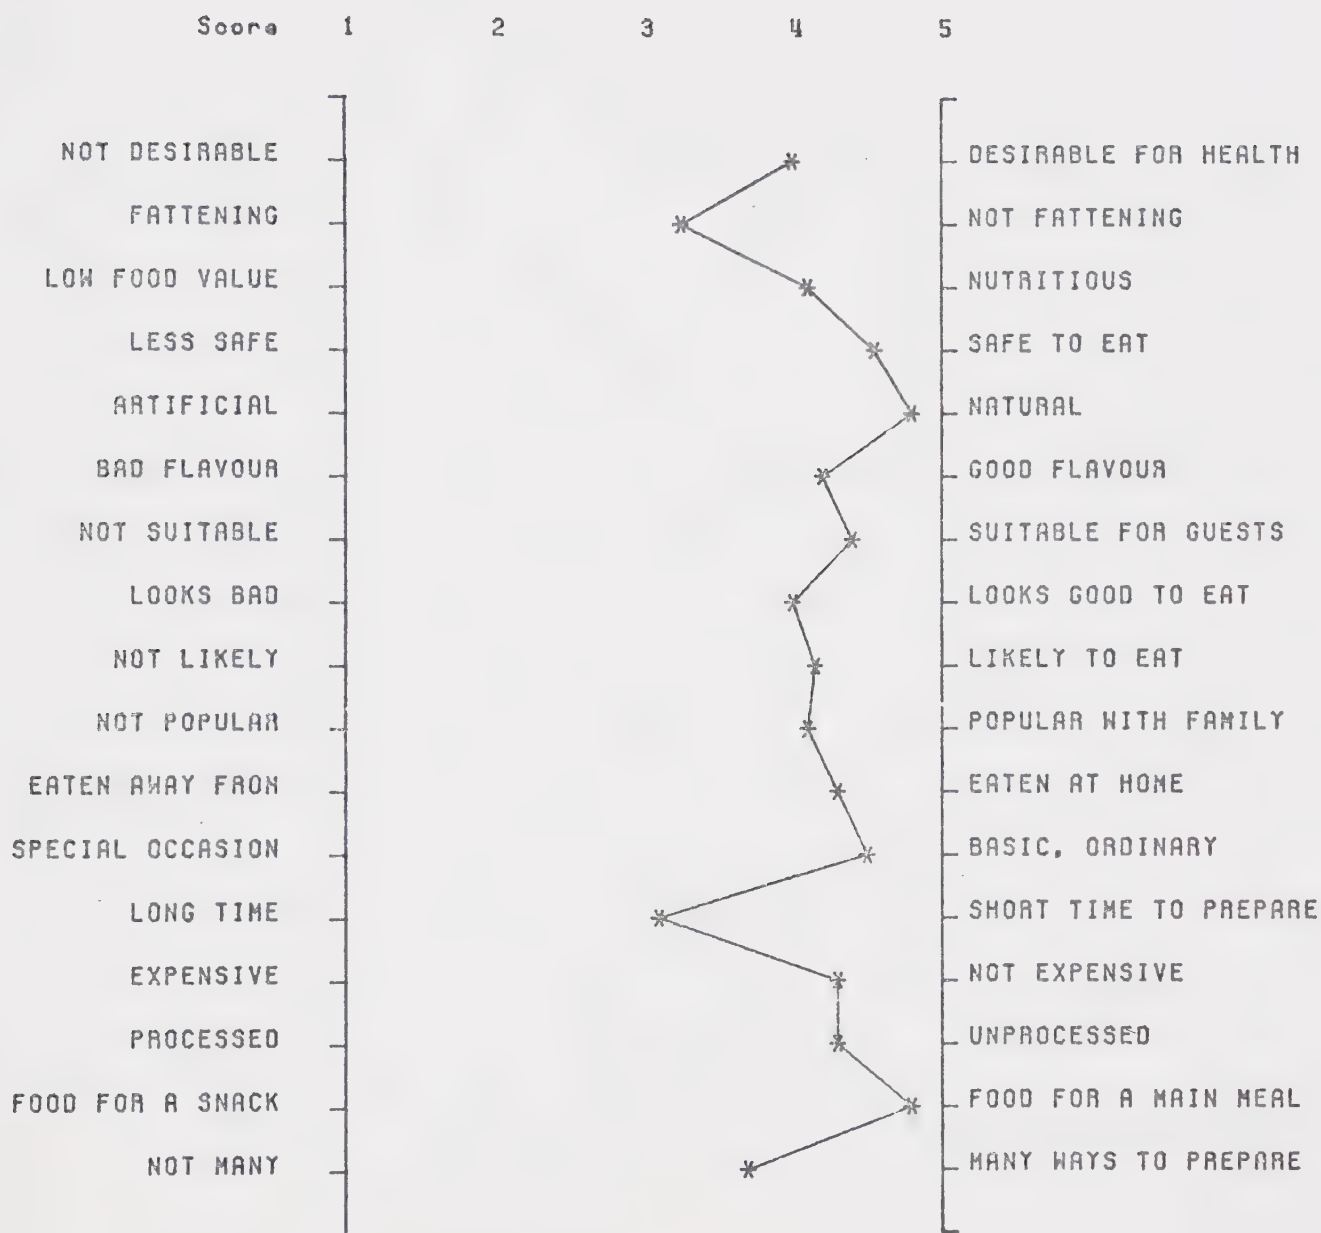 Score 1 2 3 4 5
NOT DESIRABLE DESIRABLE FOR HEALTH
FATTENING NOT FATTENING
LOW FOOD VALUE NUTRITIOUS
LESS SAFE SAFE TO EAT
ARTIFICIAL NATURAL
BAD FLAVOUR GOOD FLAVOUR
NOT SUITABLE SUITABLE FOR GUESTS
LOOKS BAD LOOKS GOOD TO EAT
NOT LIKELY LIKELY TO EAT
NOT POPULAR POPULAR WITH FAMILY
EATEN AWAY FROM EATEN AT HOME
SPECIAL OCCASION BASIC, ORDINARY
LONG TIME SHORT TIME TO PREPARE
EXPENSIVE NOT EXPENSIVE
PROCESSED UNPROCESSED
FOOD FOR A SNACK FOOD FOR A MAIN MEAL
NOT MANY MANY WAYS TO PREPARE